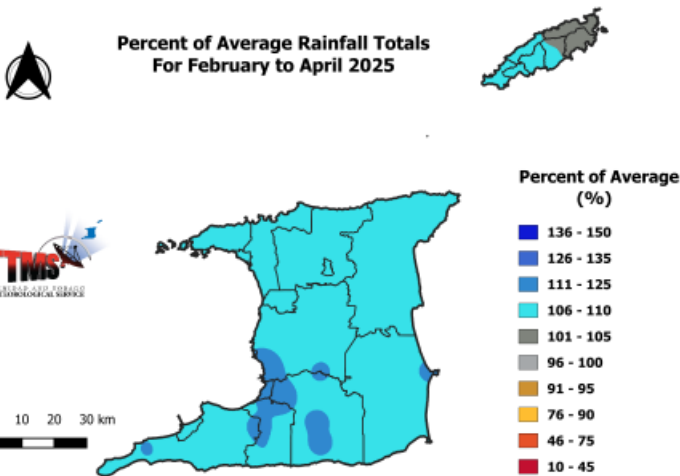 Percent of Average Rainfall Totals
For February to April 2025
TMS
Percent of Average
(%)
136 - 150
126 - 135
111 - 125
106 - 110
101 - 105
96 - 100
91 - 95
76 - 90
46 - 75
10 - 45
10 20 30 km